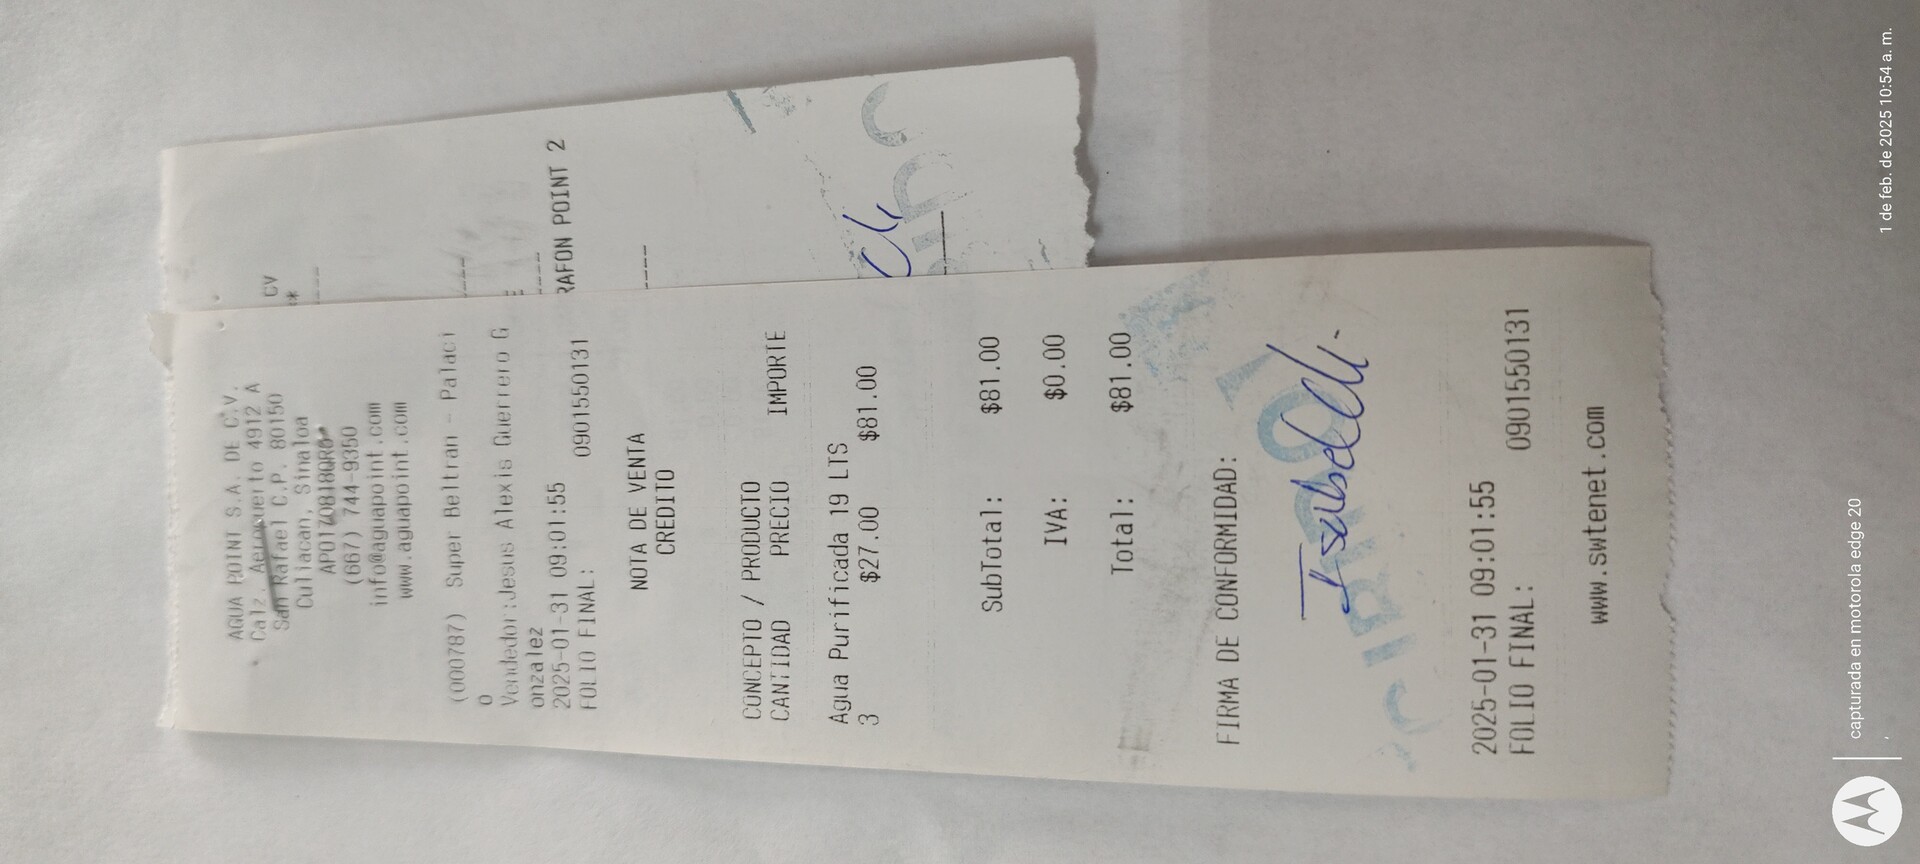 AGUA POINT S.A. DE C.V.
Calz. Aeropuerto 4912 A
San Rafael C.P. 80150
Culiacan, Sinaloa
(667) 744-9350
info@aguapoint.com
www.aguapoint.com
(000787) Super Beltran - Palaci
o
Vendedor:Jesus Alexis Guerrero G
onzalez
2025-01-31 09:01:55
FOLIO FINAL: 0901550131
NOTA DE VENTA
CREDITO
CONCEPTO / PRODUCTO
CANTIDAD PRECIO IMPORTE
Agua Purificada 19 LTS
3 $27.00 $81.00
SubTotal: $81.00
IVA: $0.00
Total: $81.00
FIRMA DE CONFORMIDAD:
2025-01-31 09:01:55
FOLIO FINAL: 0901550131
www.swtenet.com
CV
RAFON POINT 2
capturada en motorola edge 20
1 de feb. de 2025 10:54 a. m.